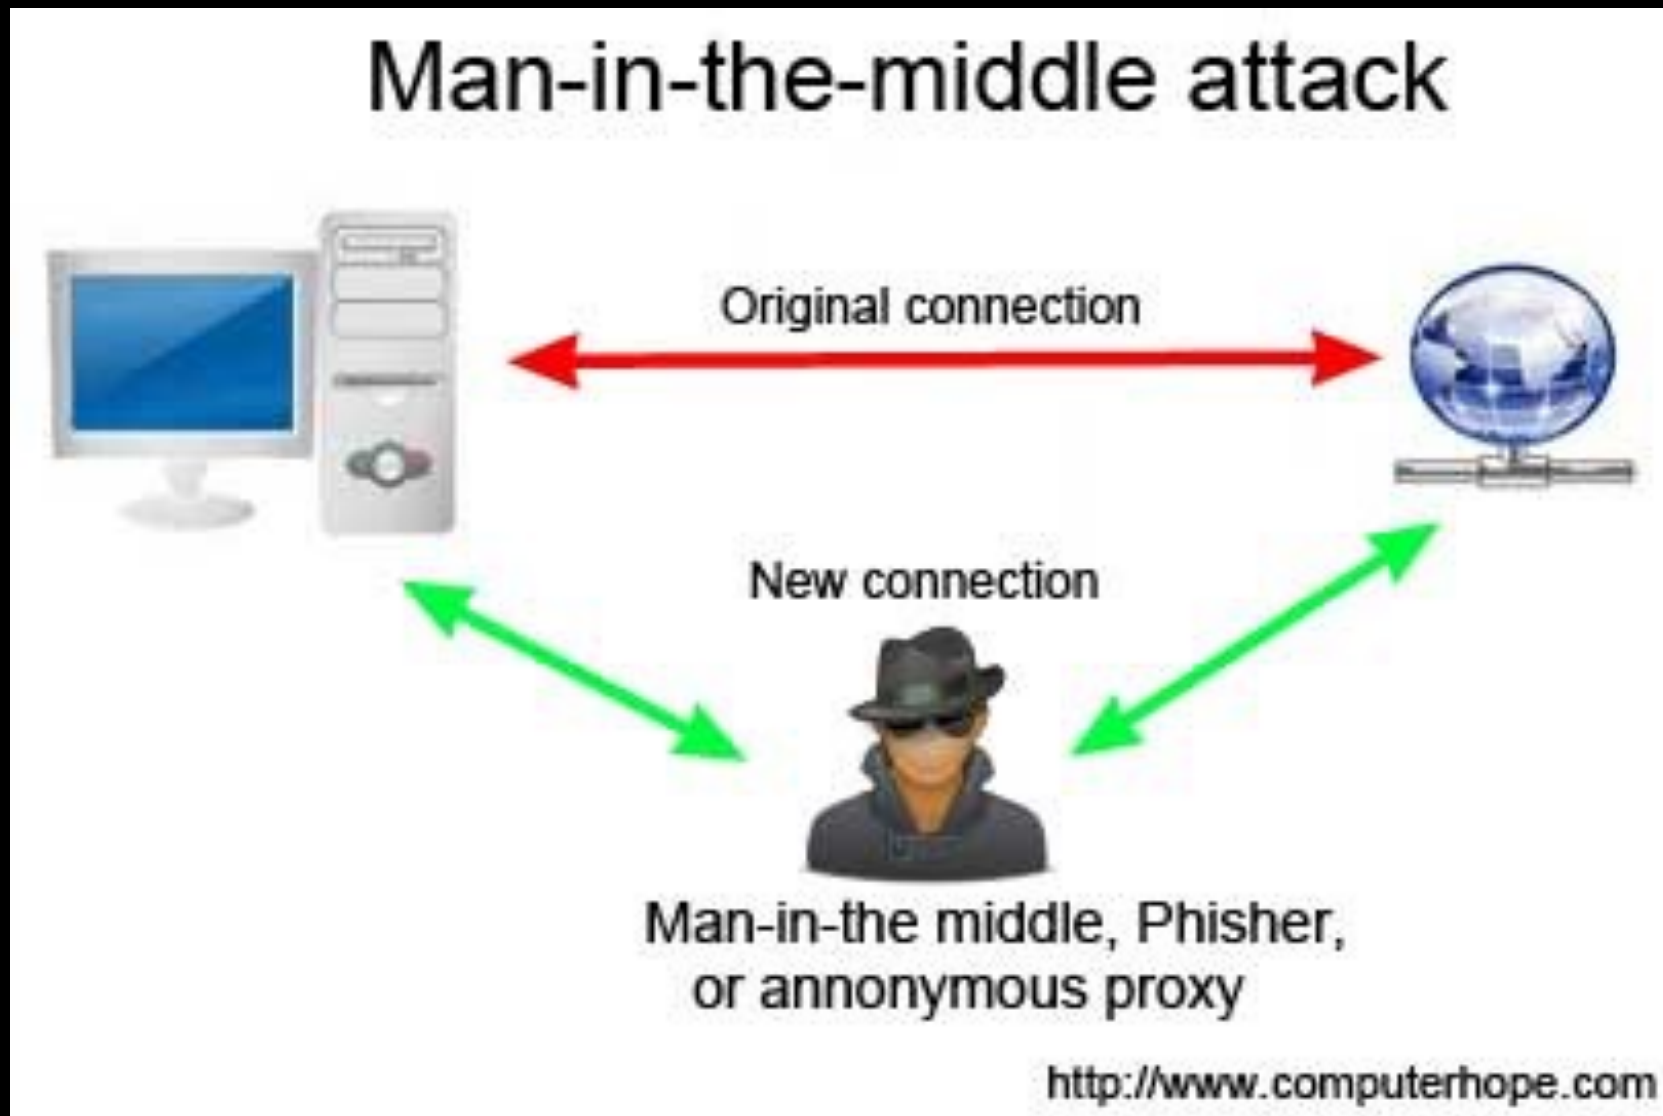 Man-in-the-middle attack
Original connection
New connection
Man-in-the middle, Phisher,
or annonymous proxy
http://www.computerhope.com